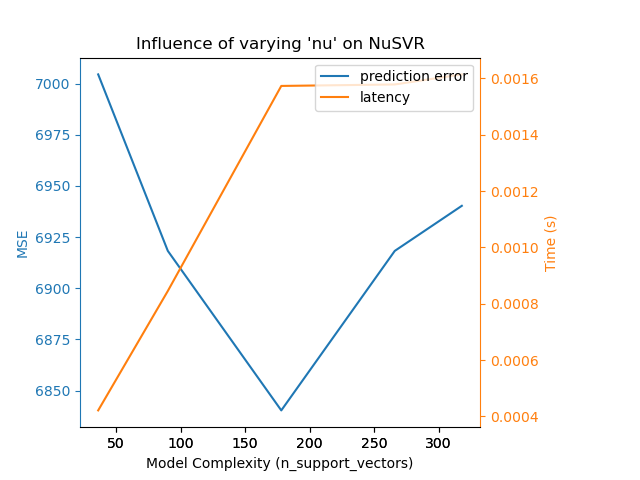 Influence of varying 'nu' on NuSVR
prediction error
latency
7000
6975
6950
6925
6900
6875
6850
MSE
0.0016
0.0014
0.0012
0.0010
0.0008
0.0006
0.0004
Time (s)
50 100 150 200 250 300
Model Complexity (n_support_vectors)